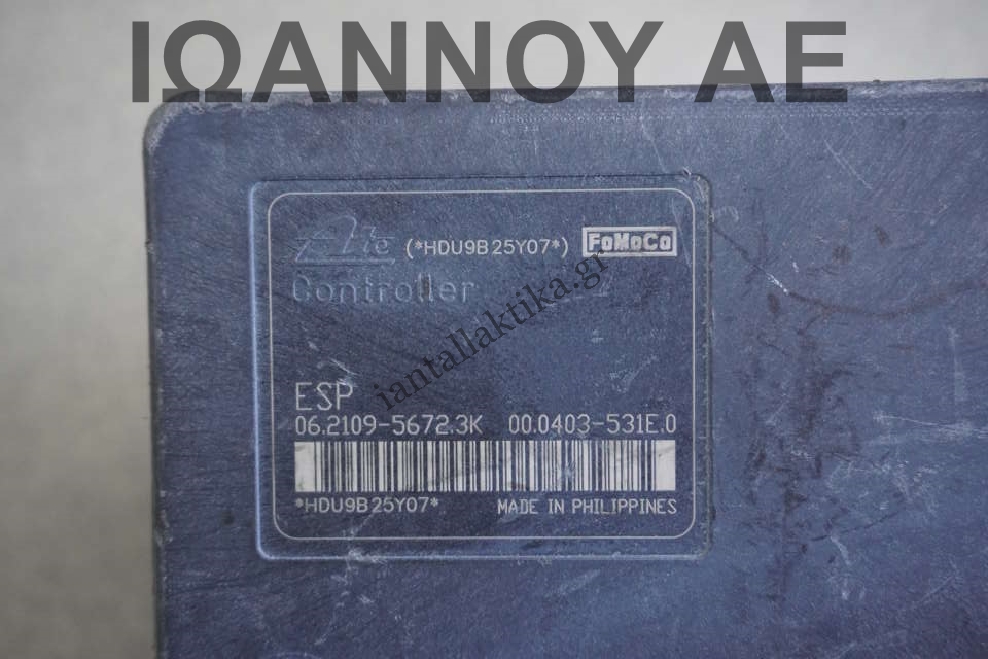 ΙΩΑΝΝΟΥ ΑΕ
Ate (*HDU9B25Y07*) FoMoCo
Controller
iantallaktika.gr
ESP
06.2109-5672.3K 00.0403-531E.0
*HDU9B25Y07* MADE IN PHILIPPINES